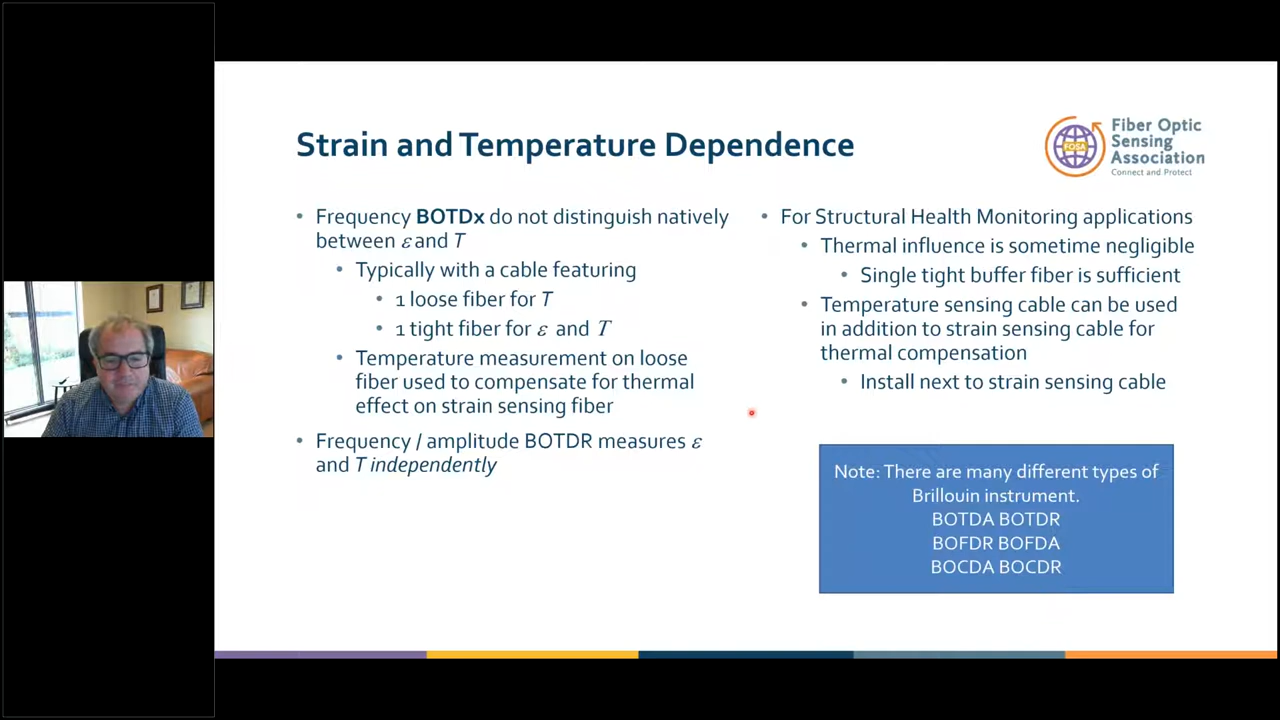 Strain and Temperature Dependence
Fiber Optic
Sensing
Association
Connect and Protect
FOSA
• Frequency BOTDx do not distinguish natively
between ε and T
• Typically with a cable featuring
• 1 loose fiber for T
• 1 tight fiber for ε and T
• Temperature measurement on loose
fiber used to compensate for thermal
effect on strain sensing fiber
• Frequency / amplitude BOTDR measures ε
and T independently
• For Structural Health Monitoring applications
• Thermal influence is sometime negligible
• Single tight buffer fiber is sufficient
• Temperature sensing cable can be used
in addition to strain sensing cable for
thermal compensation
• Install next to strain sensing cable
Note: There are many different types of
Brillouin instrument.
BOTDA BOTDR
BOFDR BOFDA
BOCDA BOCDR